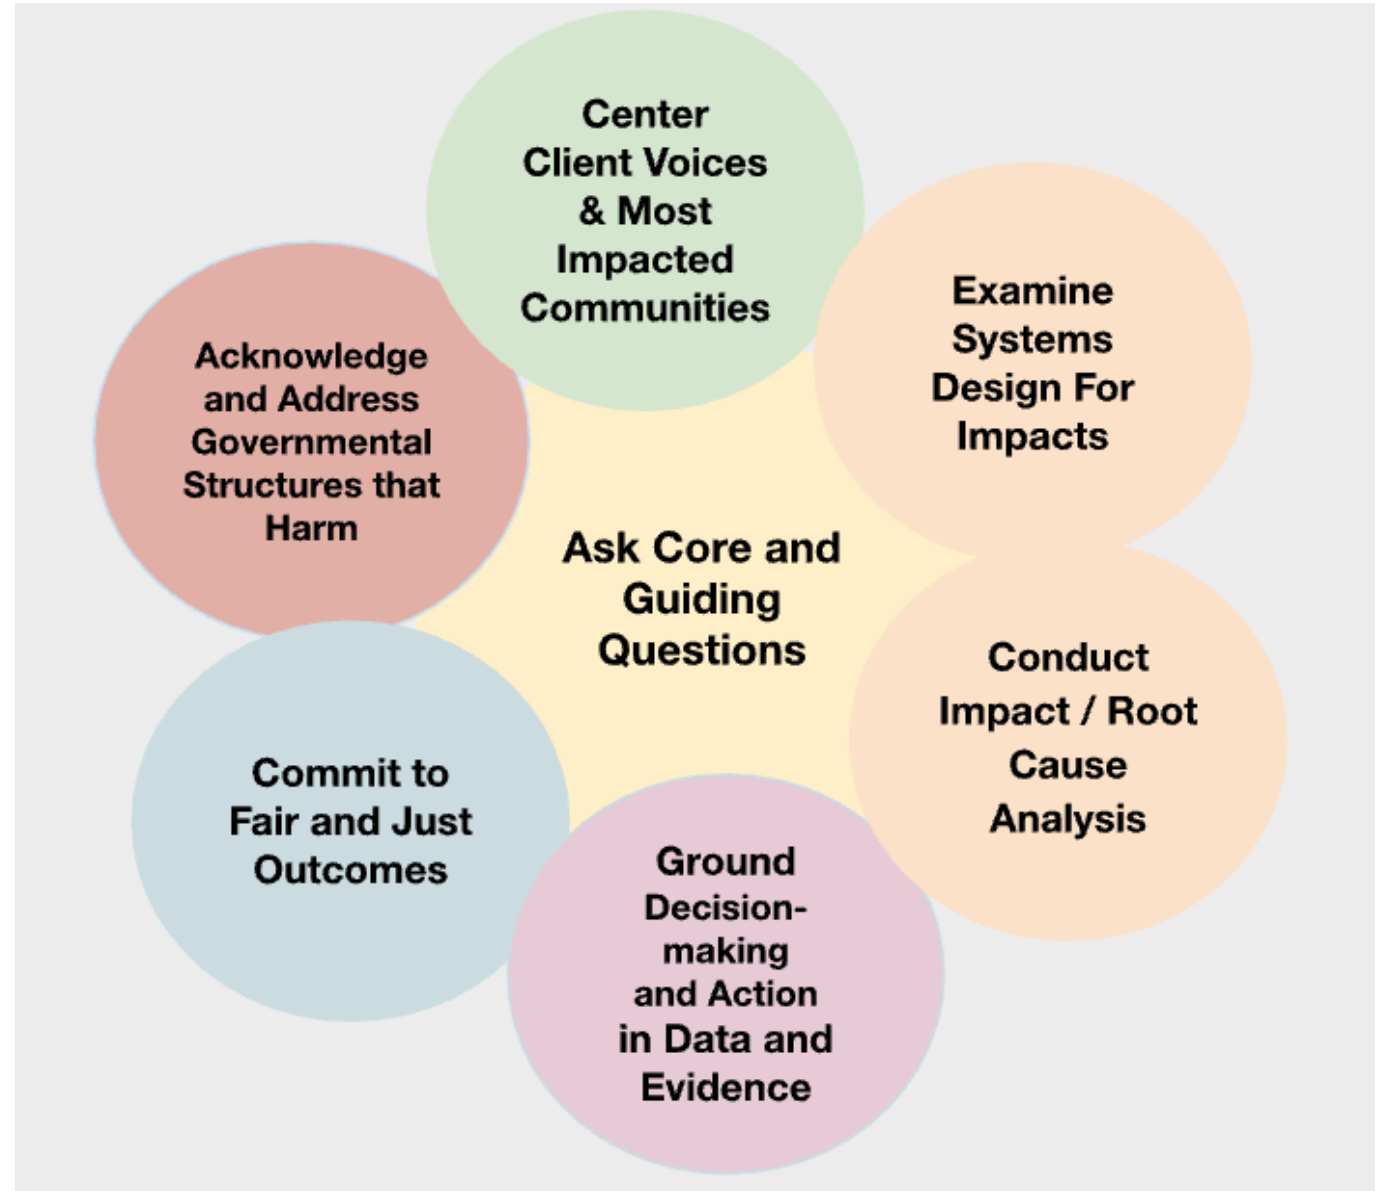 Center
Client Voices
& Most
Impacted
Communities
Examine
Systems
Design For
Impacts
Acknowledge
and Address
Governmental
Structures that
Harm
Ask Core and
Guiding
Questions
Conduct
Impact / Root
Cause
Analysis
Commit to
Fair and Just
Outcomes
Ground
Decision-
making
and Action
in Data and
Evidence